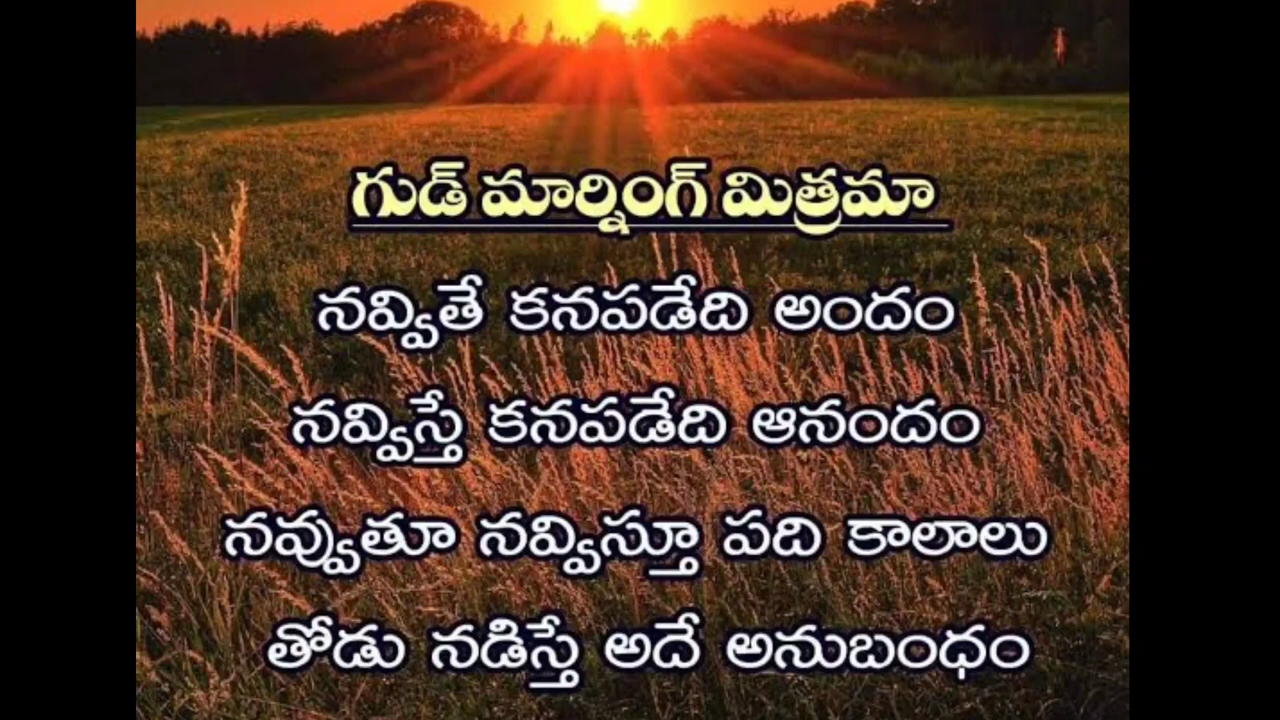 గుడ్ మార్నింగ్ మిత్రమా
నవ్వితే కనపడేది అందం
నవ్విస్తే కనపడేది ఆనందం
నవ్వుతూ నవ్విస్తూ పది కాలాలు
తోడు నడిస్తే అదే అనుబంధం